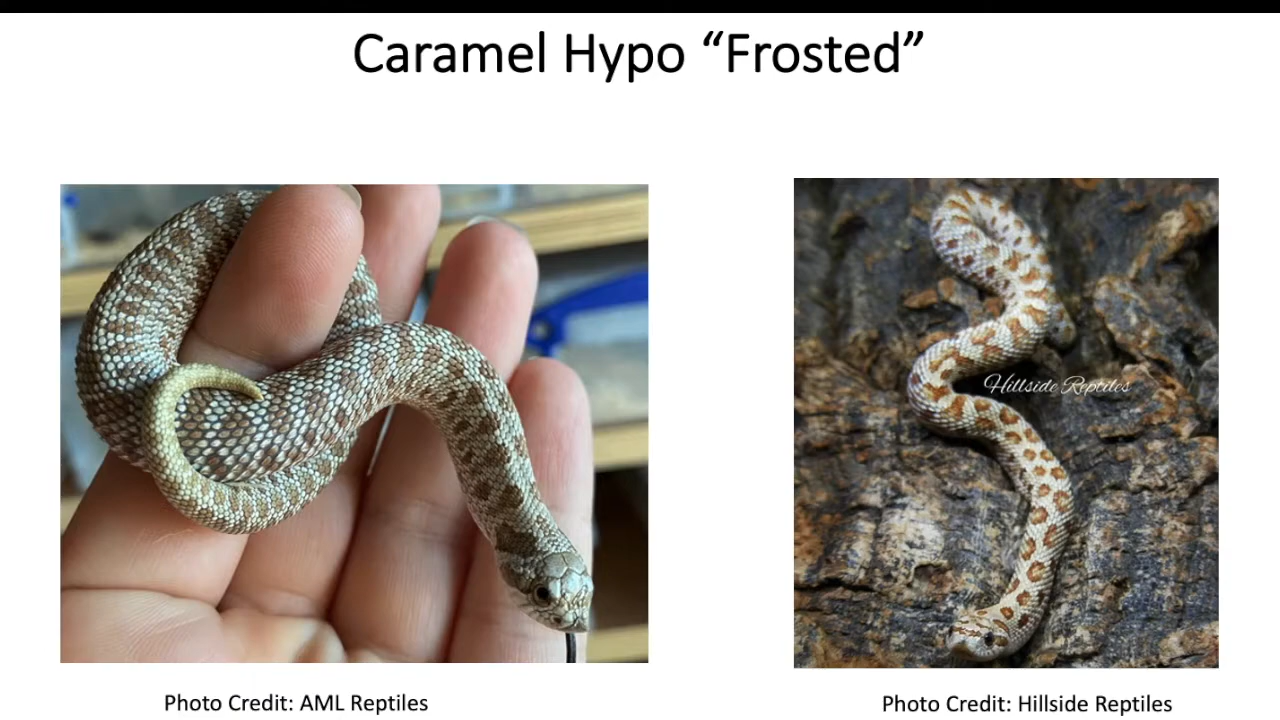 Caramel Hypo “Frosted”
Hillside Reptiles
Photo Credit: AML Reptiles
Photo Credit: Hillside Reptiles